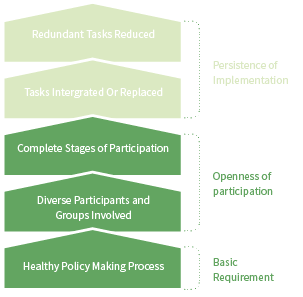 Redundant Tasks Reduced
Persistence of
Implementation
Tasks Intergrated Or Replaced
Complete Stages of Participation
Openness of
participation
Diverse Participants and
Groups Involved
Healthy Policy Making Process
Basic
Requirement